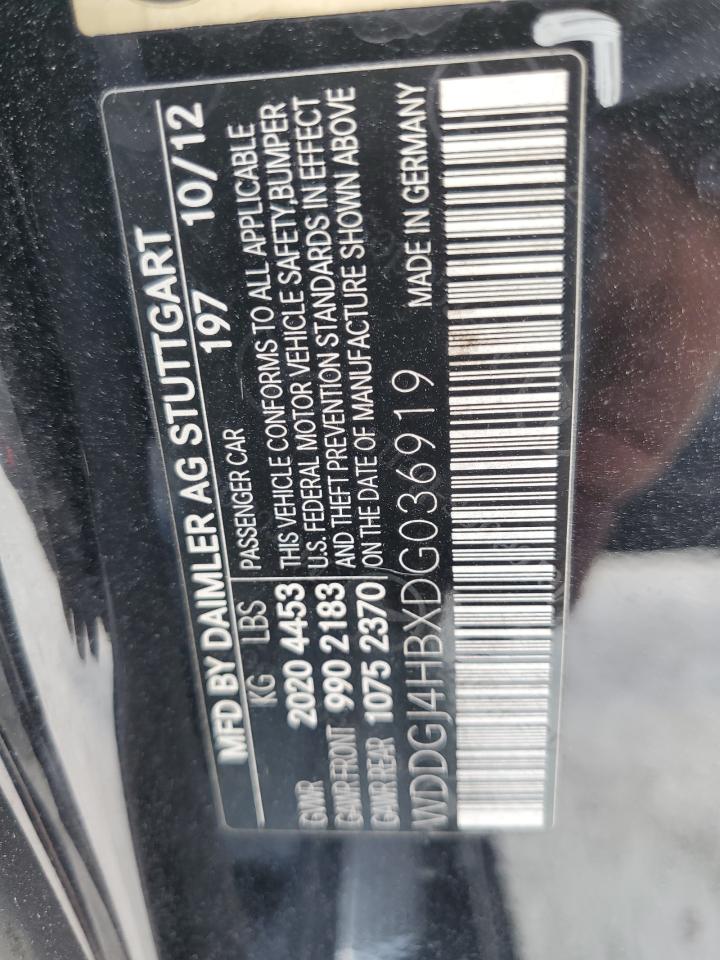 MFD BY DAIMLER AG STUTTGART
197 10/12
KG LBS PASSENGER CAR
GVWR 2020 4453 THIS VEHICLE CONFORMS TO ALL APPLICABLE
GAWR FRONT 990 2183 U.S. FEDERAL MOTOR VEHICLE SAFETY, BUMPER
GAWR REAR 1075 2370 AND THEFT PREVENTION STANDARDS IN EFFECT
ON THE DATE OF MANUFACTURE SHOWN ABOVE
WDDGJ4HBXDG036919 MADE IN GERMANY